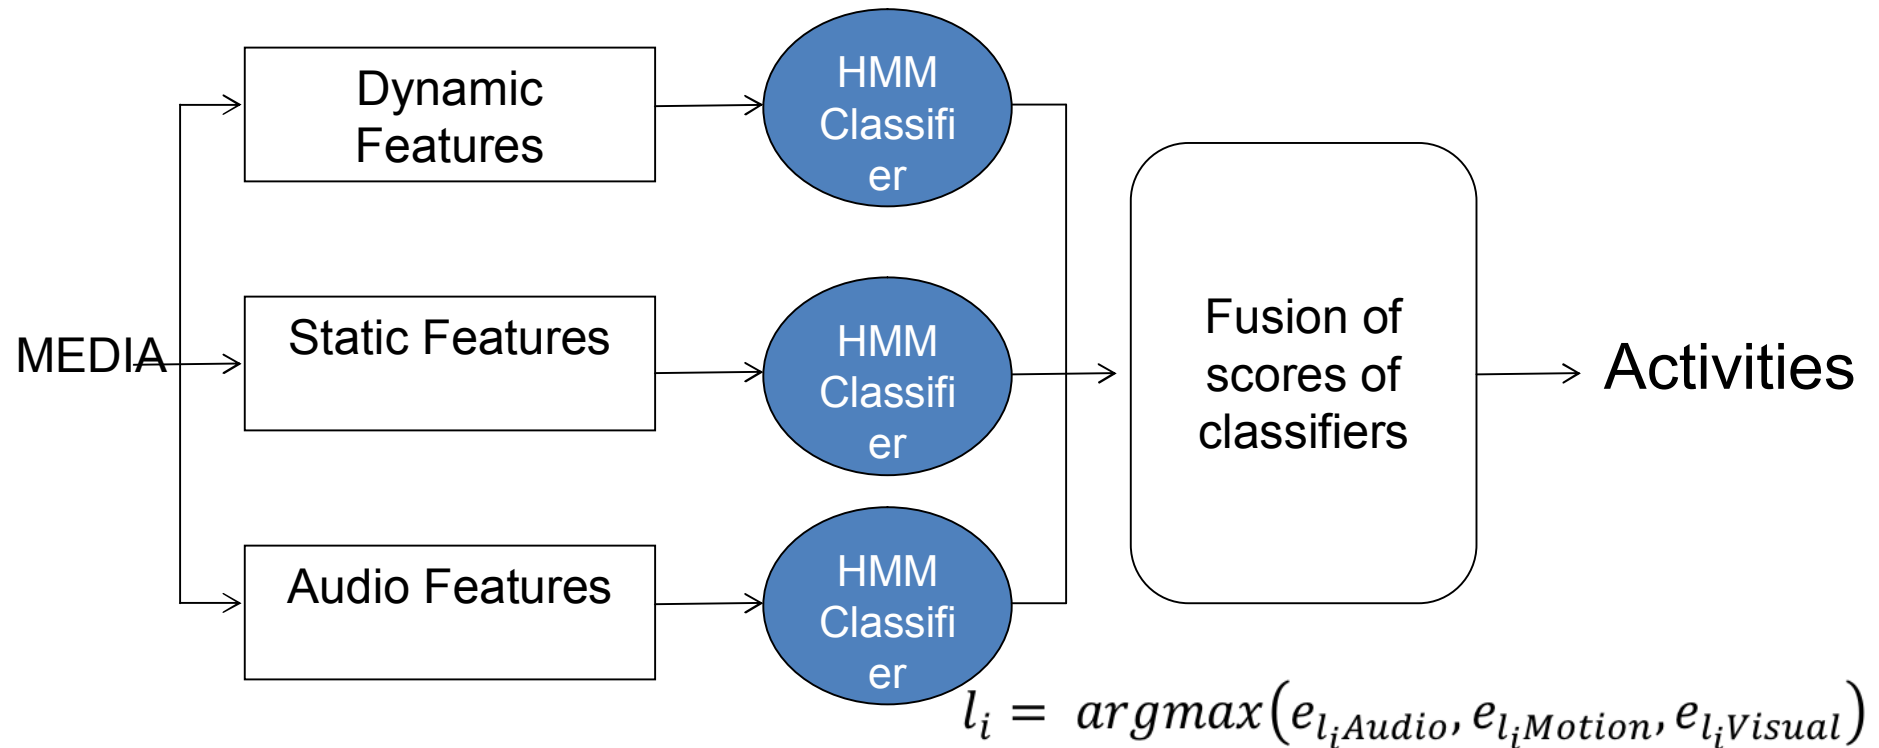 Dynamic
Features
HMM
Classifi
er
MEDIA
Static Features
HMM
Classifi
er
Audio Features
HMM
Classifi
er
Fusion of
scores of
classifiers
Activities
l_i = argmax(e_{l_i Audio}, e_{l_i Motion}, e_{l_i Visual})